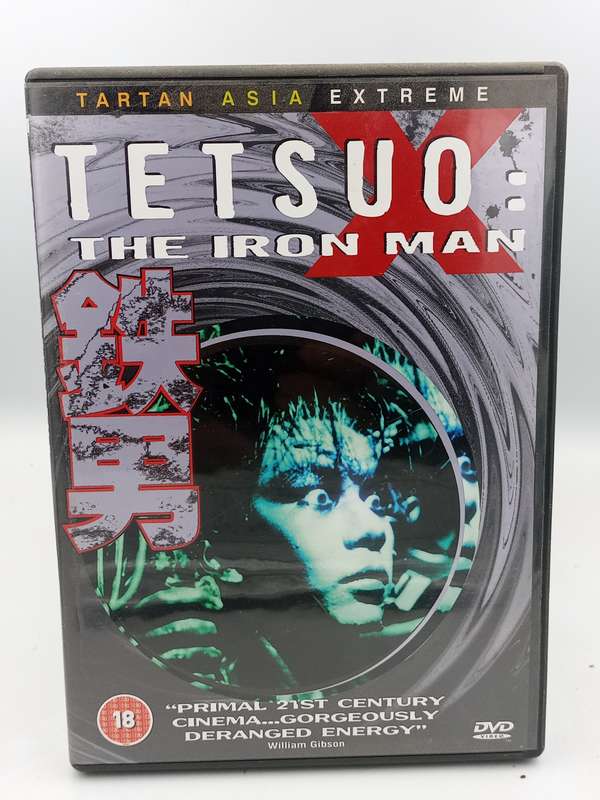 TARTAN ASIA EXTREME
X
TETSUO:
THE IRON MAN
鉄男
18
"PRIMAL 21ST CENTURY
CINEMA...GORGEOUSLY
DERANGED ENERGY"
William Gibson
DVD
VIDEO